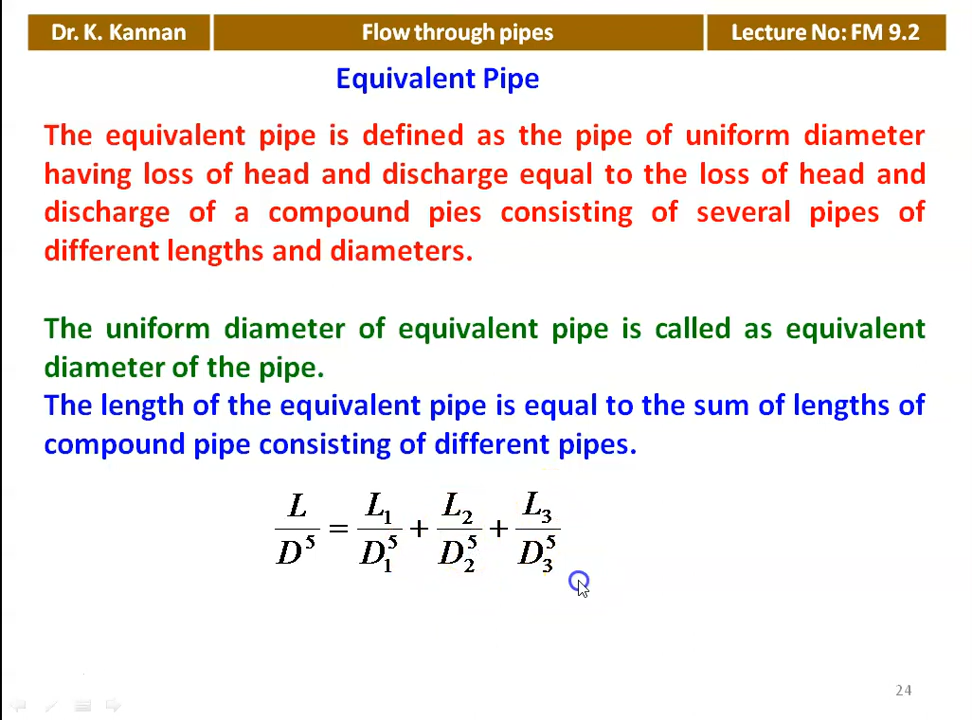 Dr. K. Kannan
Flow through pipes
Lecture No: FM 9.2
Equivalent Pipe
The equivalent pipe is defined as the pipe of uniform diameter
having loss of head and discharge equal to the loss of head and
discharge of a compound pies consisting of several pipes of
different lengths and diameters.
The uniform diameter of equivalent pipe is called as equivalent
diameter of the pipe.
The length of the equivalent pipe is equal to the sum of lengths of
compound pipe consisting of different pipes.
L/D^5 = L_1/D_1^5 + L_2/D_2^5 + L_3/D_3^5
24